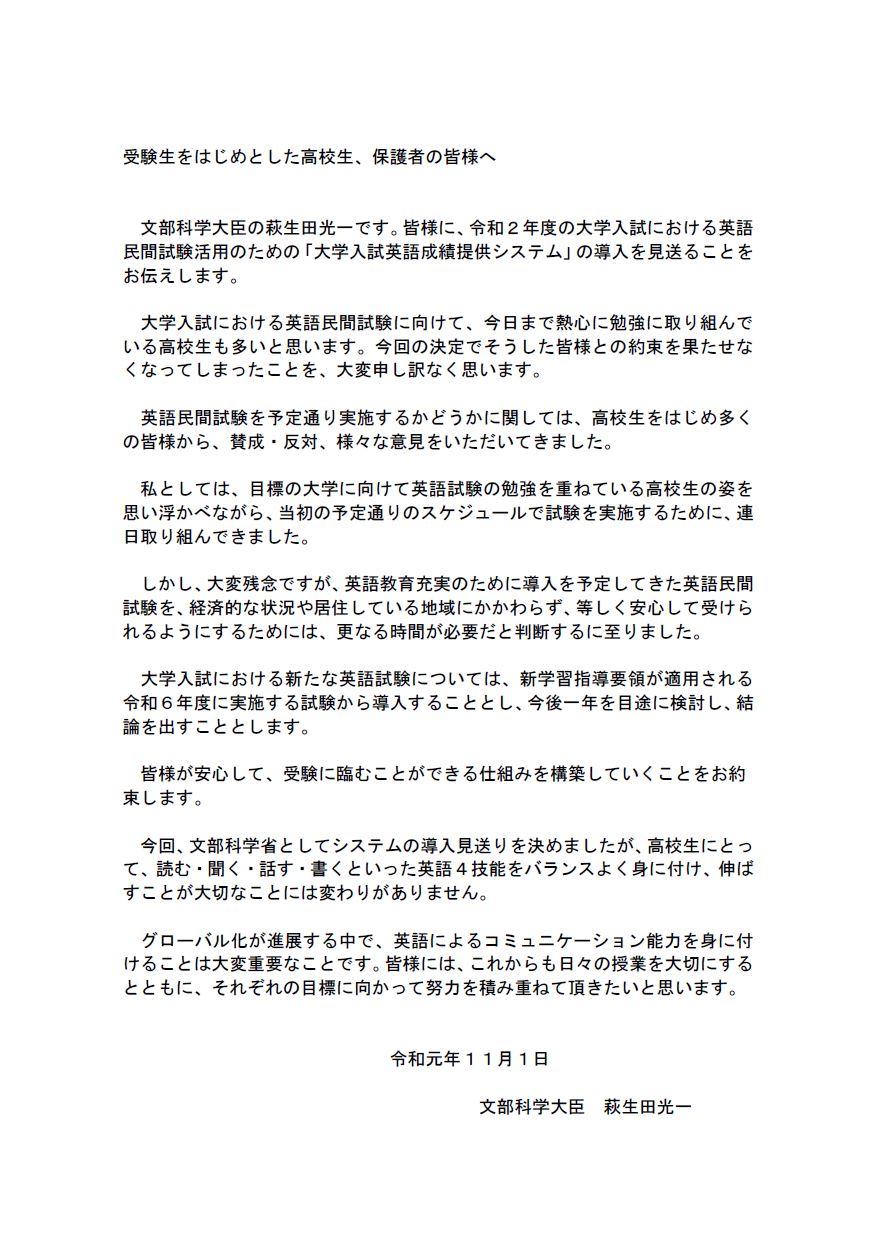 受験生をはじめとした高校生、保護者の皆様へ
文部科学大臣の萩生田光一です。皆様に、令和２年度の大学入試における英語
民間試験活用のための「大学入試英語成績提供システム」の導入を見送ることを
お伝えします。
大学入試における英語民間試験に向けて、今日まで熱心に勉強に取り組んで
いる高校生も多いと思います。今回の決定でそうした皆様との約束を果たせな
くなってしまったことを、大変申し訳なく思います。
英語民間試験を予定通り実施するかどうかに関しては、高校生をはじめ多く
の皆様から、賛成・反対、様々な意見をいただいてきました。
私としては、目標の大学に向けて英語試験の勉強を重ねている高校生の姿を
思い浮かべながら、当初の予定通りのスケジュールで試験を実施するために、連
日取り組んできました。
しかし、大変残念ですが、英語教育充実のために導入を予定してきた英語民間
試験を、経済的な状況や居住している地域にかかわらず、等しく安心して受けら
れるようにするためには、更なる時間が必要だと判断するに至りました。
大学入試における新たな英語試験については、新学習指導要領が適用される
令和６年度に実施する試験から導入することとし、今後一年を目途に検討し、結
論を出すこととします。
皆様が安心して、受験に臨むことができる仕組みを構築していくことをお約
束します。
今回、文部科学省としてシステムの導入見送りを決めましたが、高校生にとっ
て、読む・聞く・話す・書くといった英語４技能をバランスよく身に付け、伸ば
すことが大切なことには変わりがありません。
グローバル化が進展する中で、英語によるコミュニケーション能力を身に付
けることは大変重要なことです。皆様には、これからも日々の授業を大切にする
とともに、それぞれの目標に向かって努力を積み重ねて頂きたいと思います。
令和元年１１月１日
文部科学大臣　萩生田光一